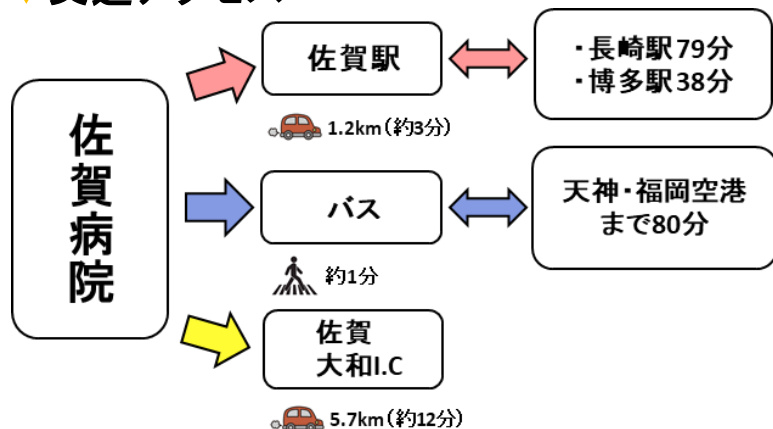 佐賀病院
佐賀駅
・長崎駅79分
・博多駅38分
1.2km(約3分)
バス
天神・福岡空港
まで80分
約1分
佐賀
大和I.C
5.7km(約12分)